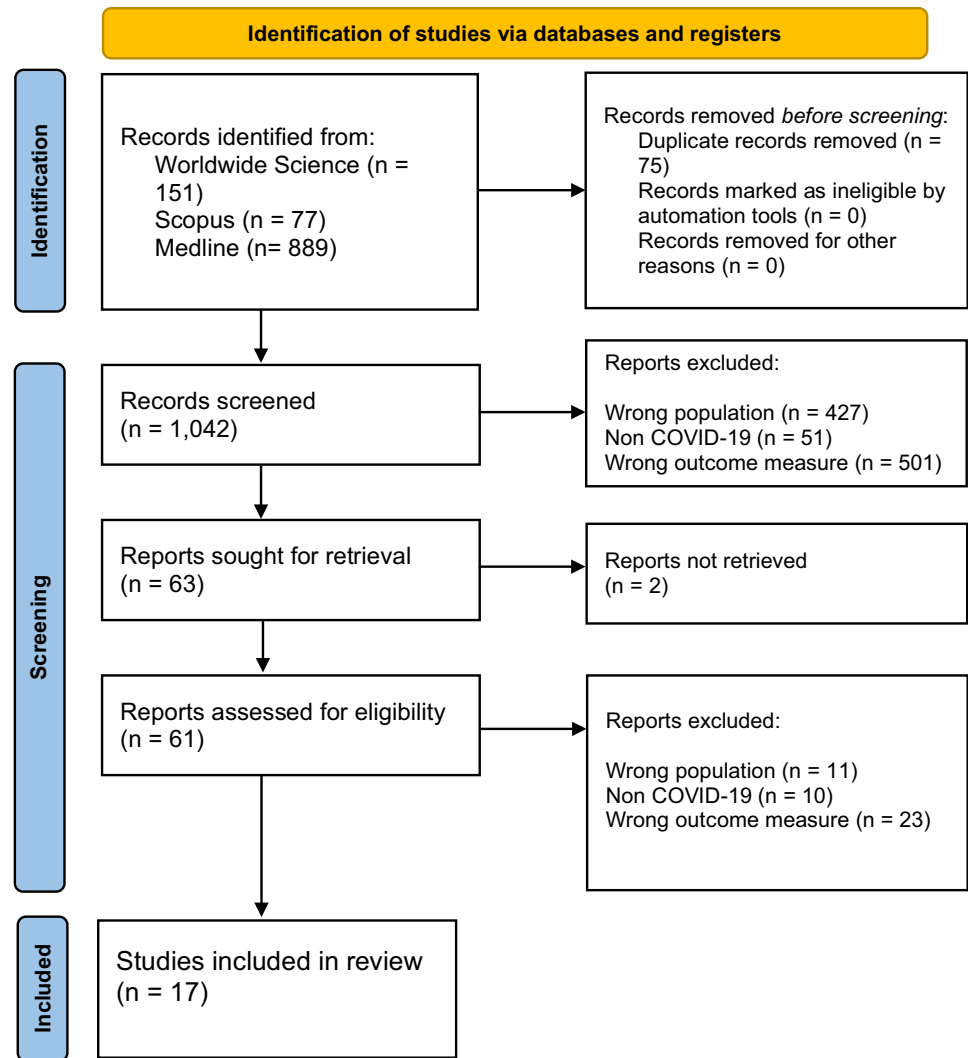 Identification of studies via databases and registers
Identification
Records identified from:
Worldwide Science (n =
151)
Scopus (n = 77)
Medline (n= 889)
Records removed before screening:
Duplicate records removed (n =
75)
Records marked as ineligible by
automation tools (n = 0)
Records removed for other
reasons (n = 0)
Screening
Records screened
(n = 1,042)
Reports excluded:
Wrong population (n = 427)
Non COVID-19 (n = 51)
Wrong outcome measure (n = 501)
Reports sought for retrieval
(n = 63)
Reports not retrieved
(n = 2)
Reports assessed for eligibility
(n = 61)
Reports excluded:
Wrong population (n = 11)
Non COVID-19 (n = 10)
Wrong outcome measure (n = 23)
Included
Studies included in review
(n = 17)